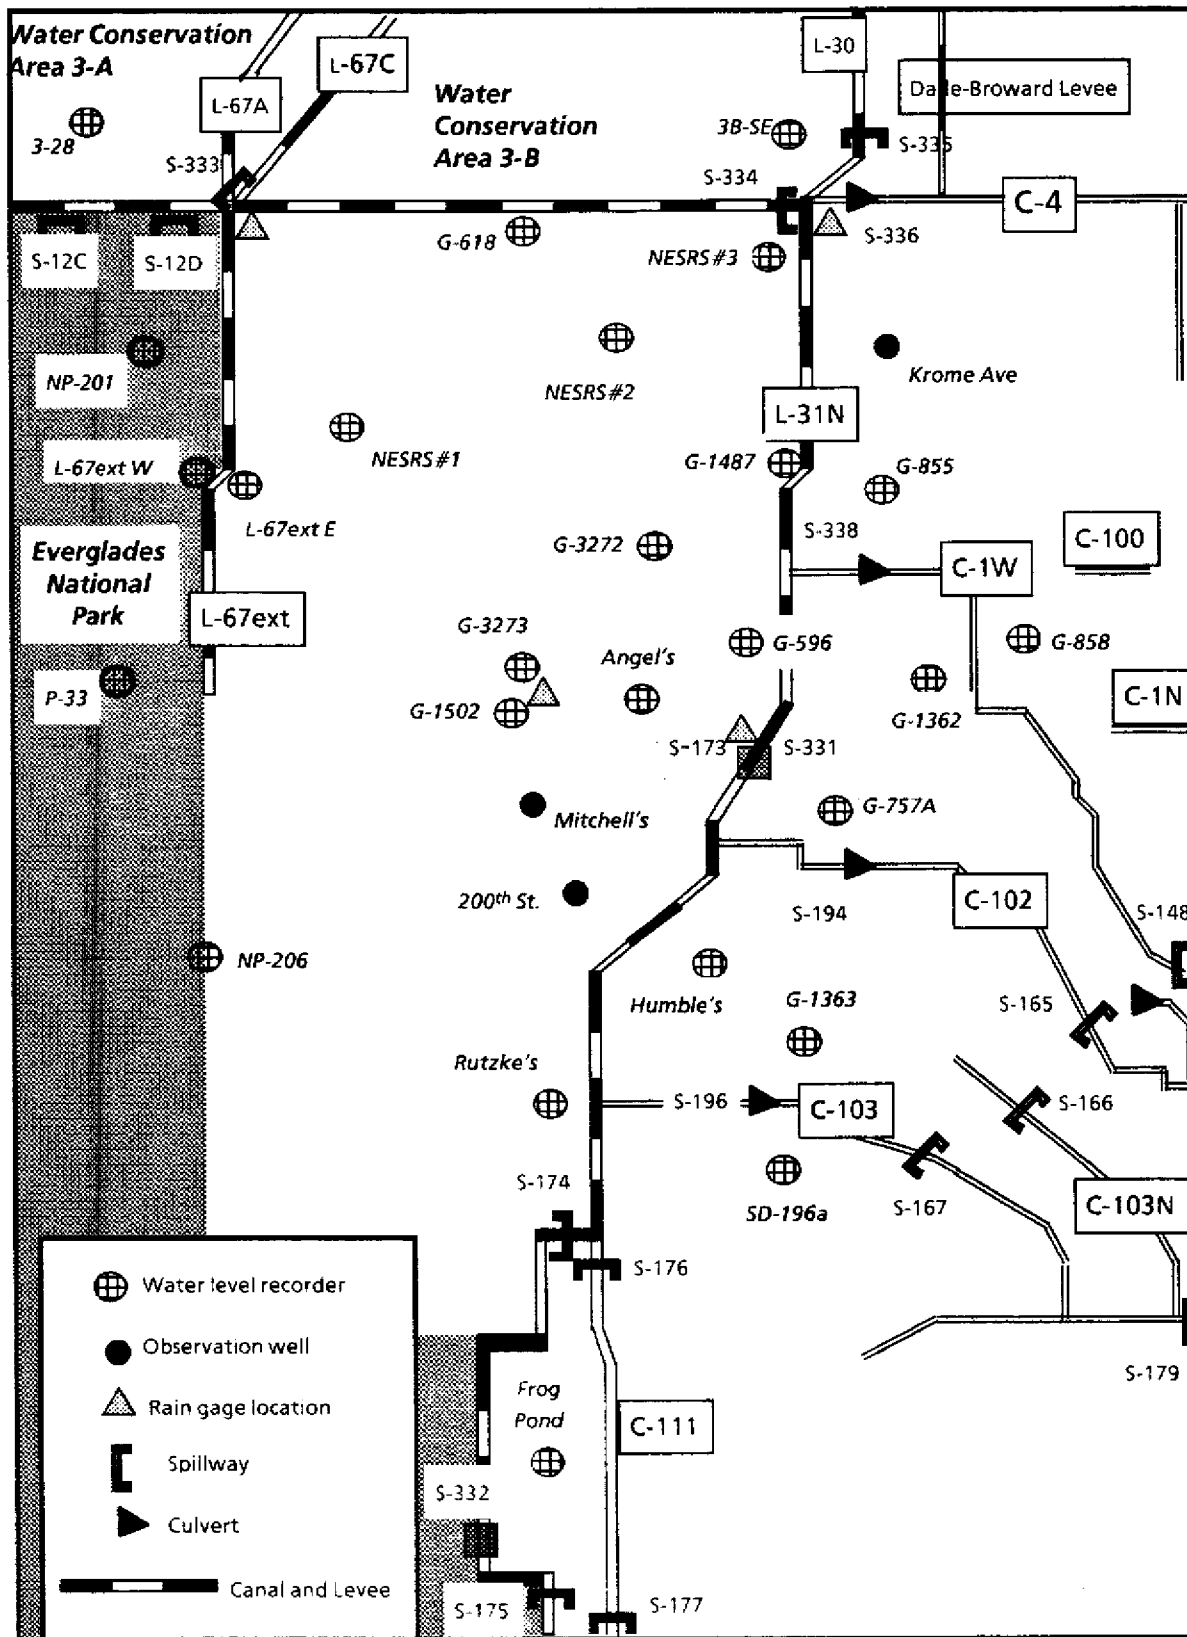 Water Conservation
Area 3-A
L-67C
L-30
L-67A
Water
Conservation
Area 3-B
Dade-Broward Levee
3-28
3B-SE
S-335
S-333
S-334
C-4
S-12C
S-12D
G-618
NESRS #3
S-336
NP-201
NESRS #2
Krome Ave
L-31N
L-67ext W
NESRS #1
G-1487
G-855
L-67ext E
S-338
Everglades
National
Park
G-3272
C-100
C-1W
L-67ext
G-3273
Angel's
G-596
G-858
P-33
G-1502
G-1362
C-1N
S-173
S-331
Mitchell's
G-757A
200th St.
S-194
C-102
S-148
NP-206
Humble's
G-1363
S-165
Rutzke's
S-196
C-103
S-166
S-174
SD-196a
S-167
C-103N
S-176
Water level recorder
Observation well
Rain gage location
Spillway
Culvert
Canal and Levee
S-179
Frog
Pond
C-111
S-332
S-175
S-177